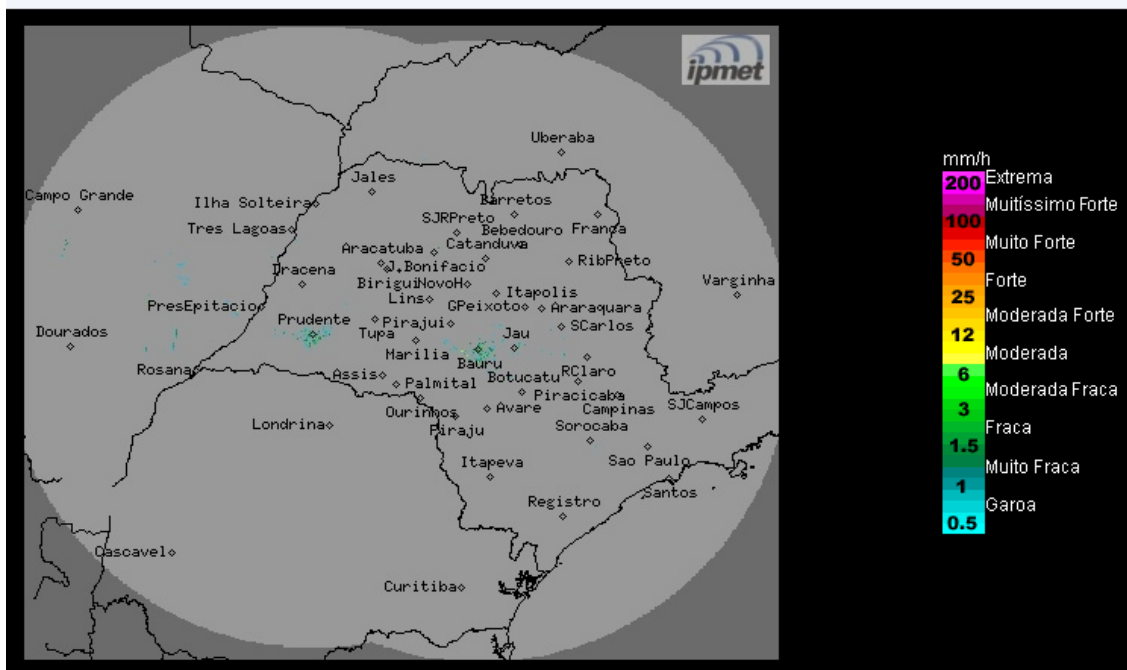 ipmet
Uberaba
Jales
Campo Grande
Ilha Solteira
Barretos
SJRPreto
Bebedouro
Franca
Tres Lagoas
Catanduva
Aracatuba
J.Bonifacio
RibPreto
Dracena
Birigui
NovoH
Varginha
Lins
Itapolis
PresEpitacio
GPeixoto
Araraquara
Prudente
Pirajui
SCarlos
Dourados
Tupa
Jau
Marilia
Bauru
Rosana
Assis
Botucatu
RClaro
Palmital
Piracicaba
Ourinhos
Avare
Campinas
SJCampos
Londrina
Piraju
Sorocaba
Itapeva
Sao Paulo
Santos
Registro
Cascavel
Curitiba
mm/h
200
Extrema
Muitíssimo Forte
100
Muito Forte
50
Forte
25
Moderada Forte
12
Moderada
6
Moderada Fraca
3
Fraca
1.5
Muito Fraca
1
Garoa
0.5